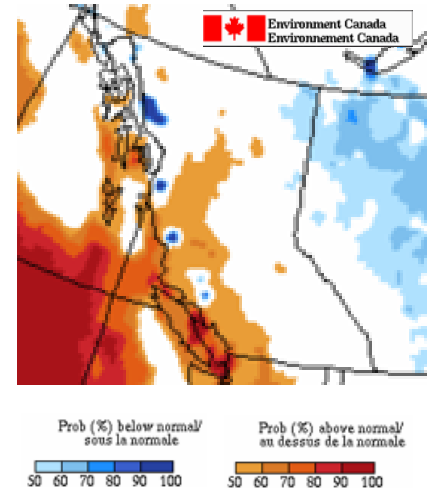 Environment Canada
Environnement Canada
Prob (%) below normal/
sous la normale
50 60 70 80 90 100
Prob (%) above normal/
au dessus de la normale
50 60 70 80 90 100